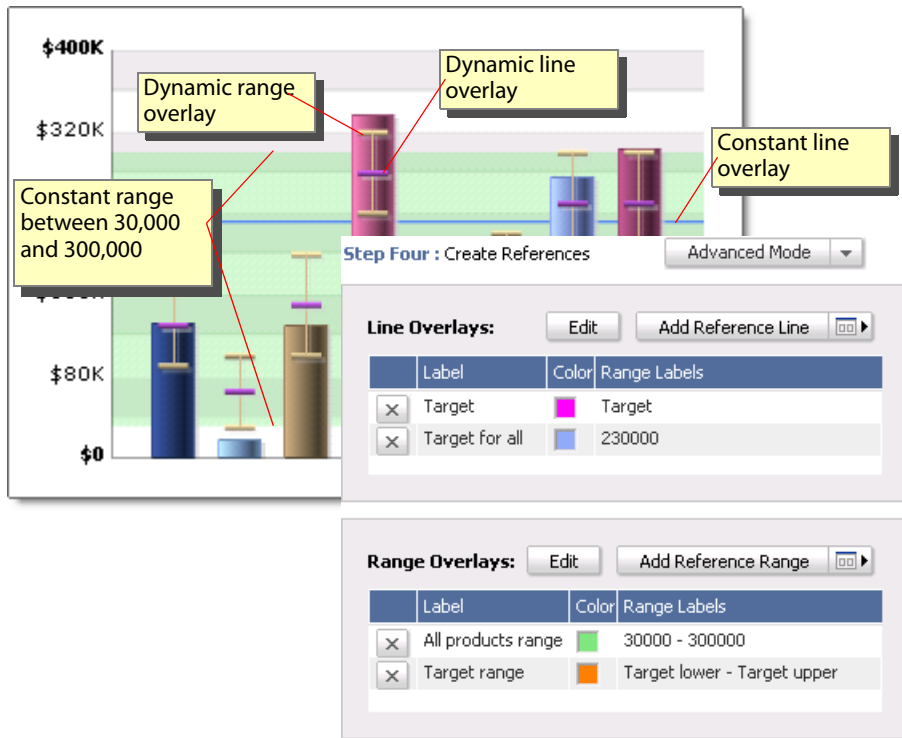 $400K
Dynamic range
overlay
Dynamic line
overlay
$320K
Constant line
overlay
Constant range
between 30,000
and 300,000
$80K
$0
Step Four : Create References
Advanced Mode
Line Overlays:
Edit
Add Reference Line
Label Color Range Labels
Target Target
Target for all 230000
Range Overlays:
Edit
Add Reference Range
Label Color Range Labels
All products range 30000 - 300000
Target range Target lower - Target upper